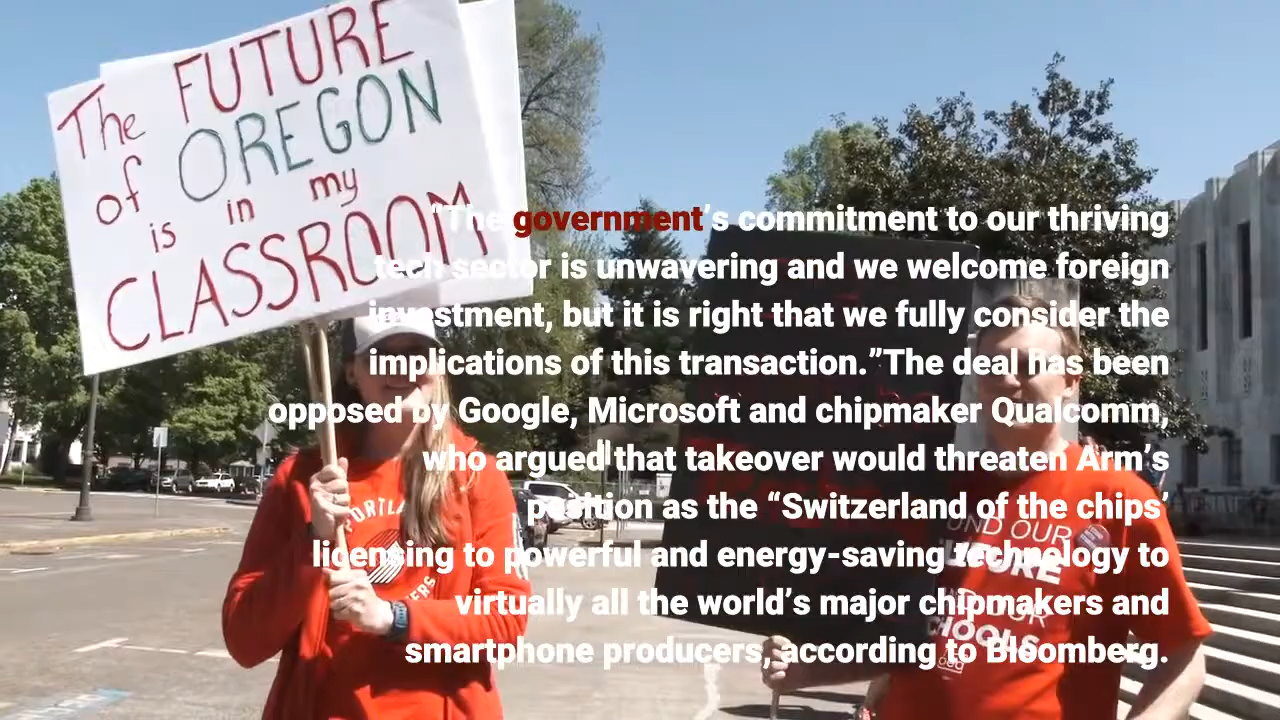 The FUTURE
of OREGON
is in my
CLASSROOM
"The government’s commitment to our thriving
tech sector is unwavering and we welcome foreign
investment, but it is right that we fully consider the
implications of this transaction.”The deal has been
opposed by Google, Microsoft and chipmaker Qualcomm,
who argued that takeover would threaten Arm’s
position as the “Switzerland of the chips’
licensing to powerful and energy-saving technology to
virtually all the world’s major chipmakers and
smartphone producers, according to Bloomberg.
OUR